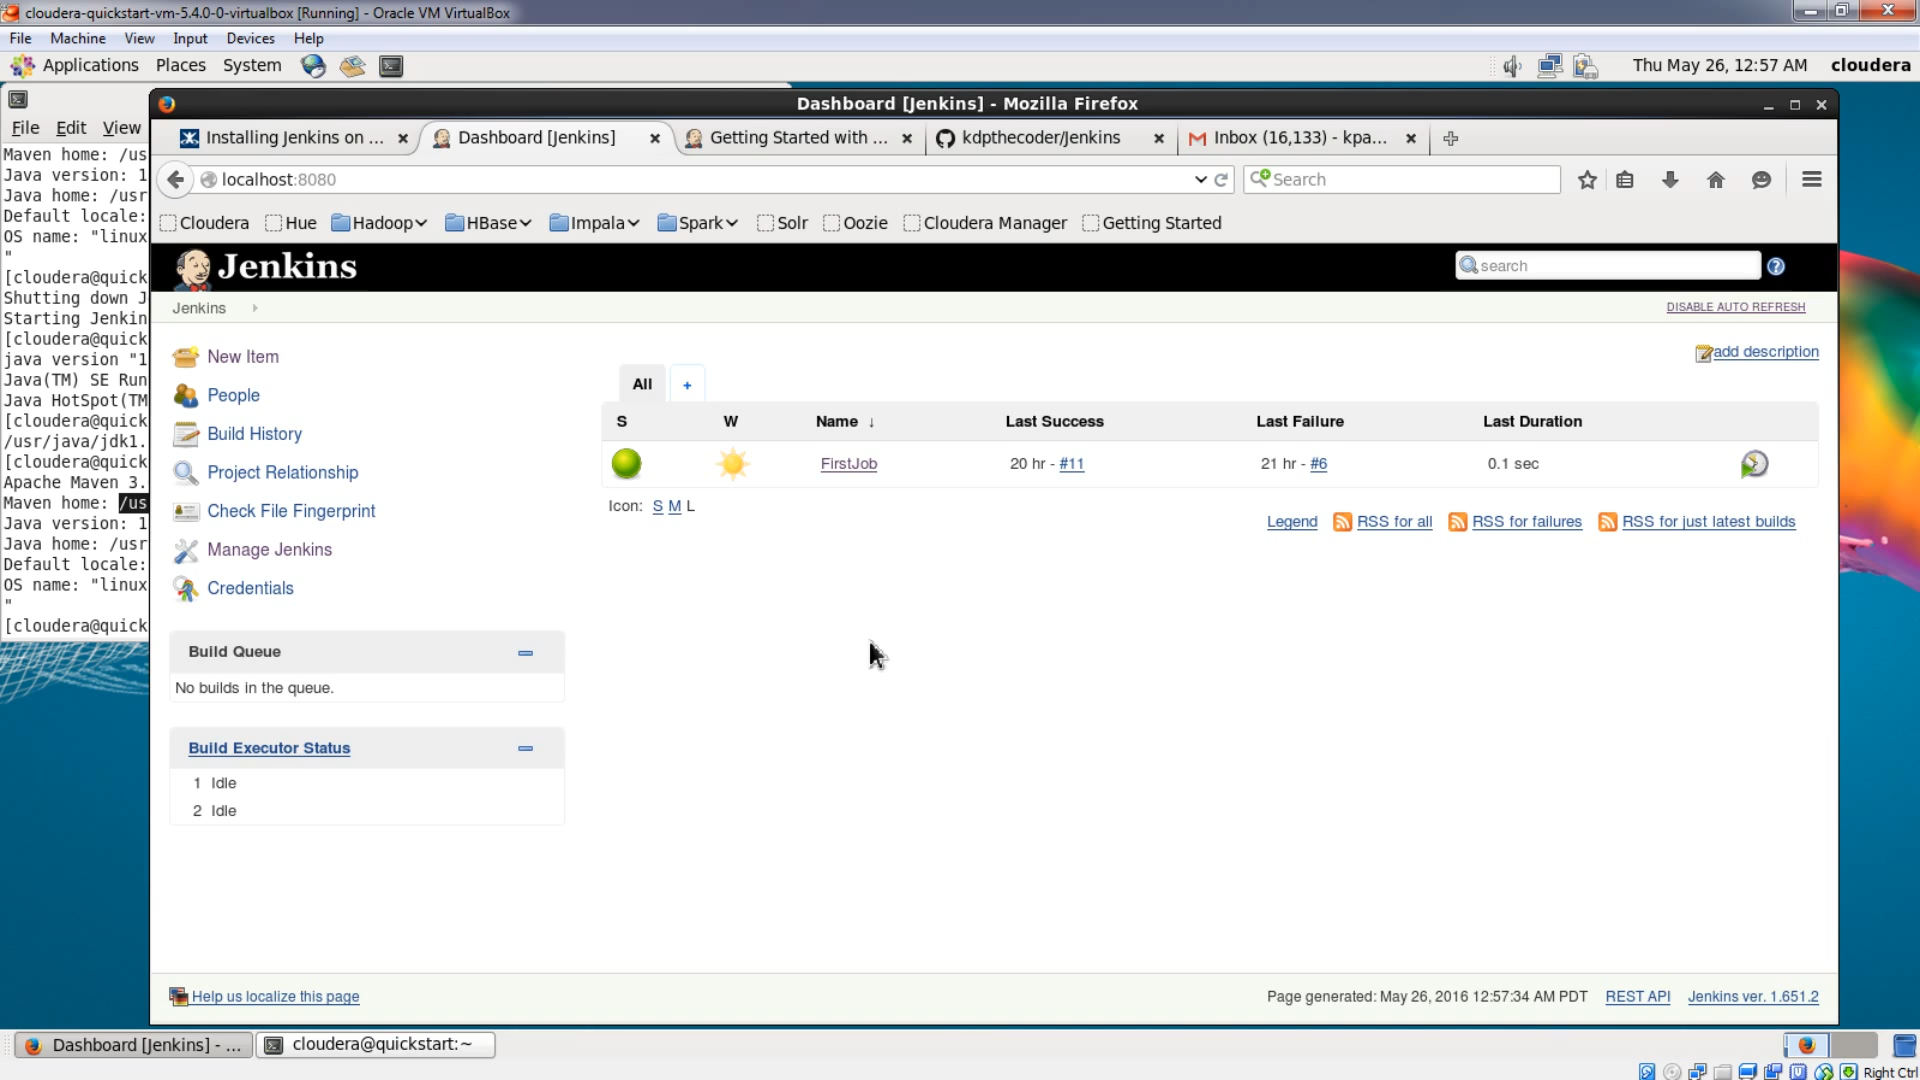 cloudera-quickstart-vm-5.4.0-0-virtualbox [Running] - Oracle VM VirtualBox
File Machine View Input Devices Help
Applications Places System
Thu May 26, 12:57 AM cloudera
Dashboard [Jenkins] - Mozilla Firefox
File Edit View
Installing Jenkins on ...
Dashboard [Jenkins]
Getting Started with ...
kdpthecoder/Jenkins
Inbox (16,133) - kpa...
localhost:8080
Search
Cloudera Hue Hadoop HBase Impala Spark Solr Oozie Cloudera Manager Getting Started
Maven home: /us
Java version: 1
Java home: /usr
Default locale:
OS name: "linux
"
[cloudera@quick
Shutting down J
Starting Jenkin
[cloudera@quick
java version "1
Java(TM) SE Run
Java HotSpot(TM
[cloudera@quick
/usr/java/jdk1.
[cloudera@quick
Apache Maven 3.
Maven home: /us
Java version: 1
Java home: /usr
Default locale:
OS name: "linux
"
[cloudera@quick
Jenkins
search
Jenkins
DISABLE AUTO REFRESH
New Item
People
Build History
Project Relationship
Check File Fingerprint
Manage Jenkins
Credentials
Build Queue
No builds in the queue.
Build Executor Status
1 Idle
2 Idle
add description
All +
S W Name ↓ Last Success Last Failure Last Duration
FirstJob 20 hr - #11 21 hr - #6 0.1 sec
Icon: S M L
Legend RSS for all RSS for failures RSS for just latest builds
Help us localize this page
Page generated: May 26, 2016 12:57:34 AM PDT REST API Jenkins ver. 1.651.2
Dashboard [Jenkins] - ...
cloudera@quickstart:~
Right Ctrl